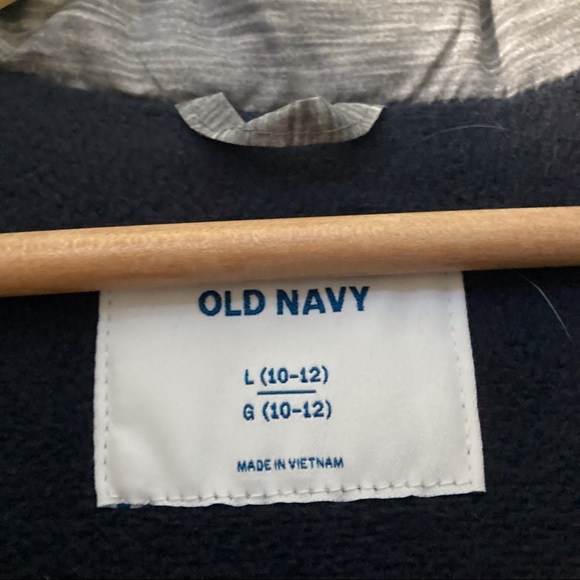 OLD NAVY
L (10-12)
G (10-12)
MADE IN VIETNAM